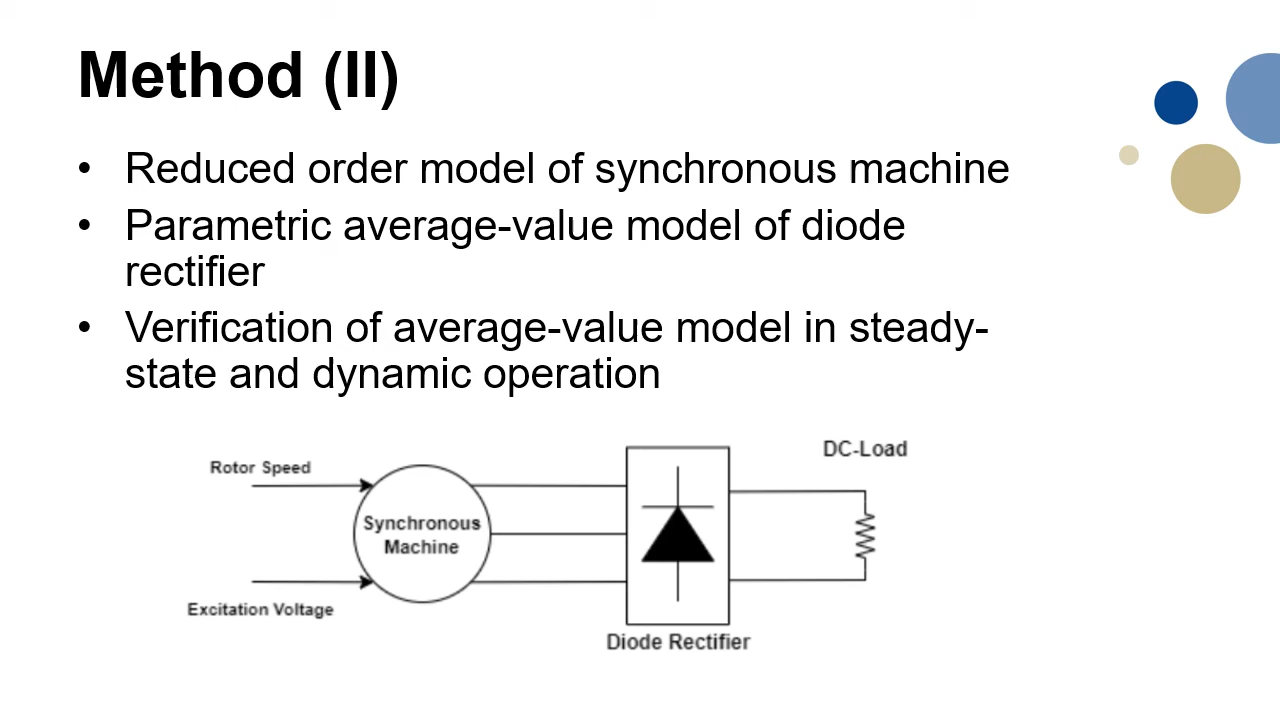 Method (II)
• Reduced order model of synchronous machine
• Parametric average-value model of diode
rectifier
• Verification of average-value model in steady-
state and dynamic operation
DC-Load
Rotor Speed
Synchronous
Machine
Excitation Voltage
Diode Rectifier